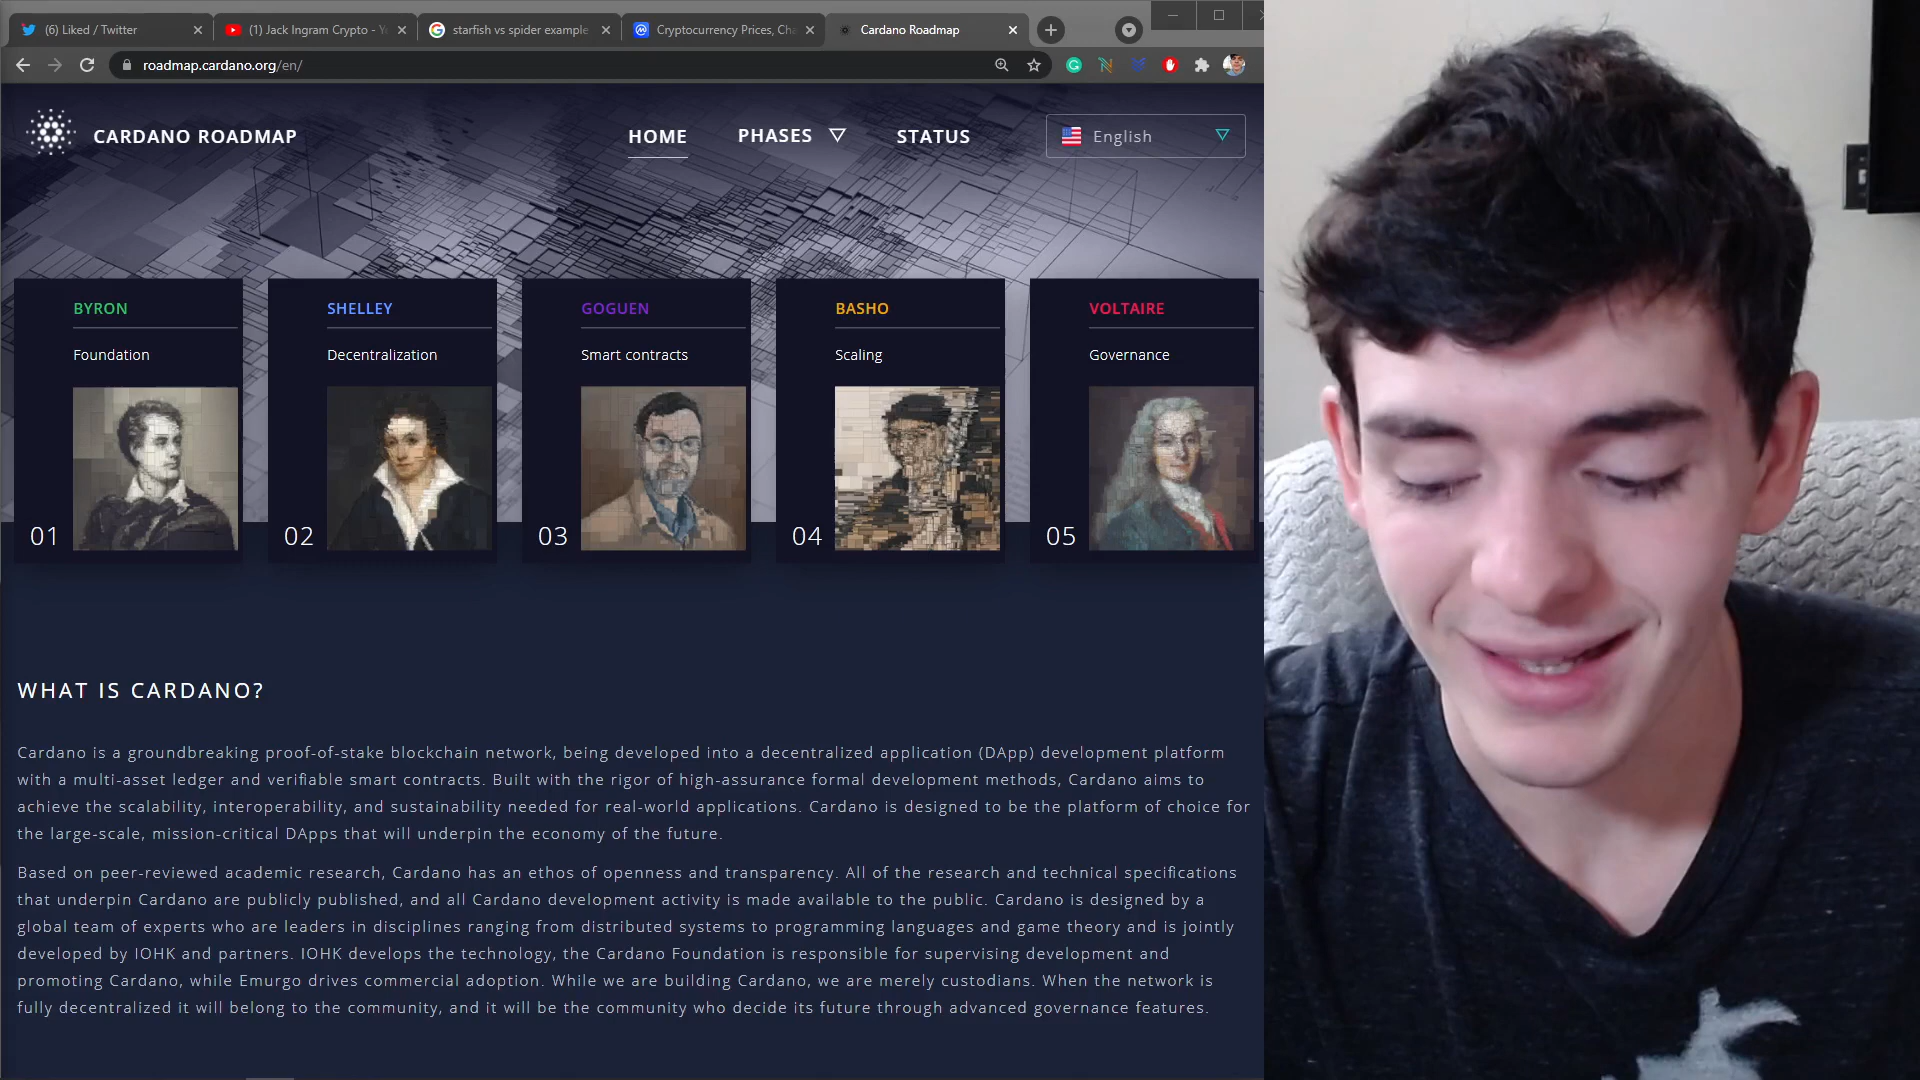 (6) Liked / Twitter
(1) Jack Ingram Crypto - Y
starfish vs spider example
Cryptocurrency Prices, Cha
Cardano Roadmap
roadmap.cardano.org/en/
CARDANO ROADMAP
HOME
PHASES
STATUS
English
BYRON
Foundation
01
SHELLEY
Decentralization
02
GOGUEN
Smart contracts
03
BASHO
Scaling
04
VOLTAIRE
Governance
05
WHAT IS CARDANO?
Cardano is a groundbreaking proof-of-stake blockchain network, being developed into a decentralized application (DApp) development platform
with a multi-asset ledger and verifiable smart contracts. Built with the rigor of high-assurance formal development methods, Cardano aims to
achieve the scalability, interoperability, and sustainability needed for real-world applications. Cardano is designed to be the platform of choice for
the large-scale, mission-critical DApps that will underpin the economy of the future.
Based on peer-reviewed academic research, Cardano has an ethos of openness and transparency. All of the research and technical specifications
that underpin Cardano are publicly published, and all Cardano development activity is made available to the public. Cardano is designed by a
global team of experts who are leaders in disciplines ranging from distributed systems to programming languages and game theory and is jointly
developed by IOHK and partners. IOHK develops the technology, the Cardano Foundation is responsible for supervising development and
promoting Cardano, while Emurgo drives commercial adoption. While we are building Cardano, we are merely custodians. When the network is
fully decentralized it will belong to the community, and it will be the community who decide its future through advanced governance features.